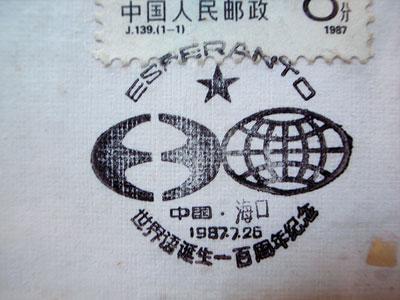 中国人民邮政
8分
J.139.(1-1)
1987
ESPERANTO
中国·海口
1987.7.26
世界语诞生一百周年纪念